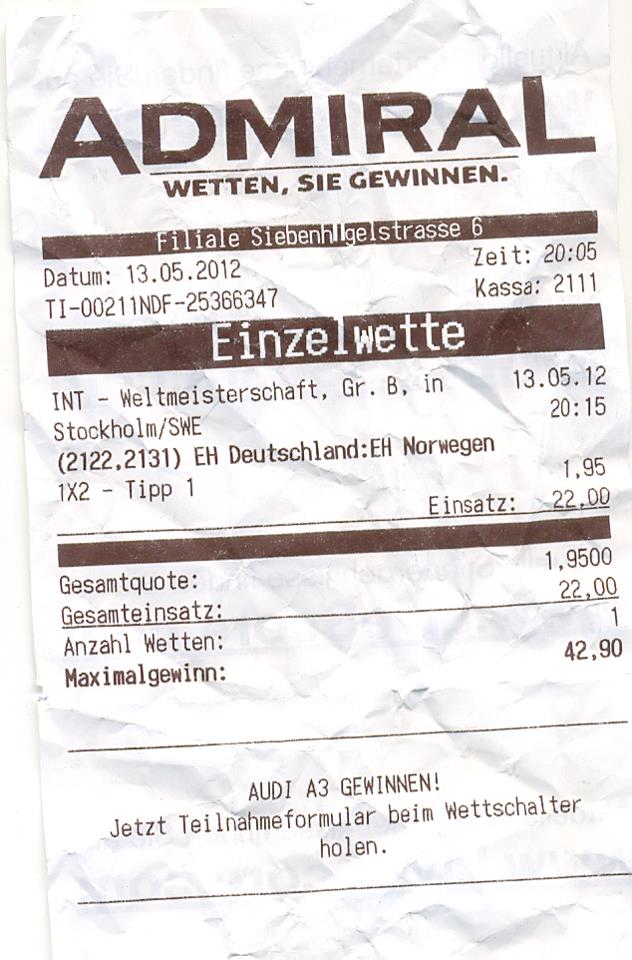 ADMIRAL
WETTEN, SIE GEWINNEN.
Filiale Siebenhügelstrasse 6
Datum: 13.05.2012 Zeit: 20:05
TI-00211NDF-25366347 Kassa: 2111
Einzelwette
INT - Weltmeisterschaft, Gr. B, in 13.05.12
Stockholm/SWE 20:15
(2122,2131) EH Deutschland:EH Norwegen
1X2 - Tipp 1 1,95
Einsatz: 22,00
Gesamtquote: 1,9500
Gesamteinsatz: 22,00
Anzahl Wetten: 1
Maximalgewinn: 42,90
AUDI A3 GEWINNEN!
Jetzt Teilnahmeformular beim Wettschalter
holen.